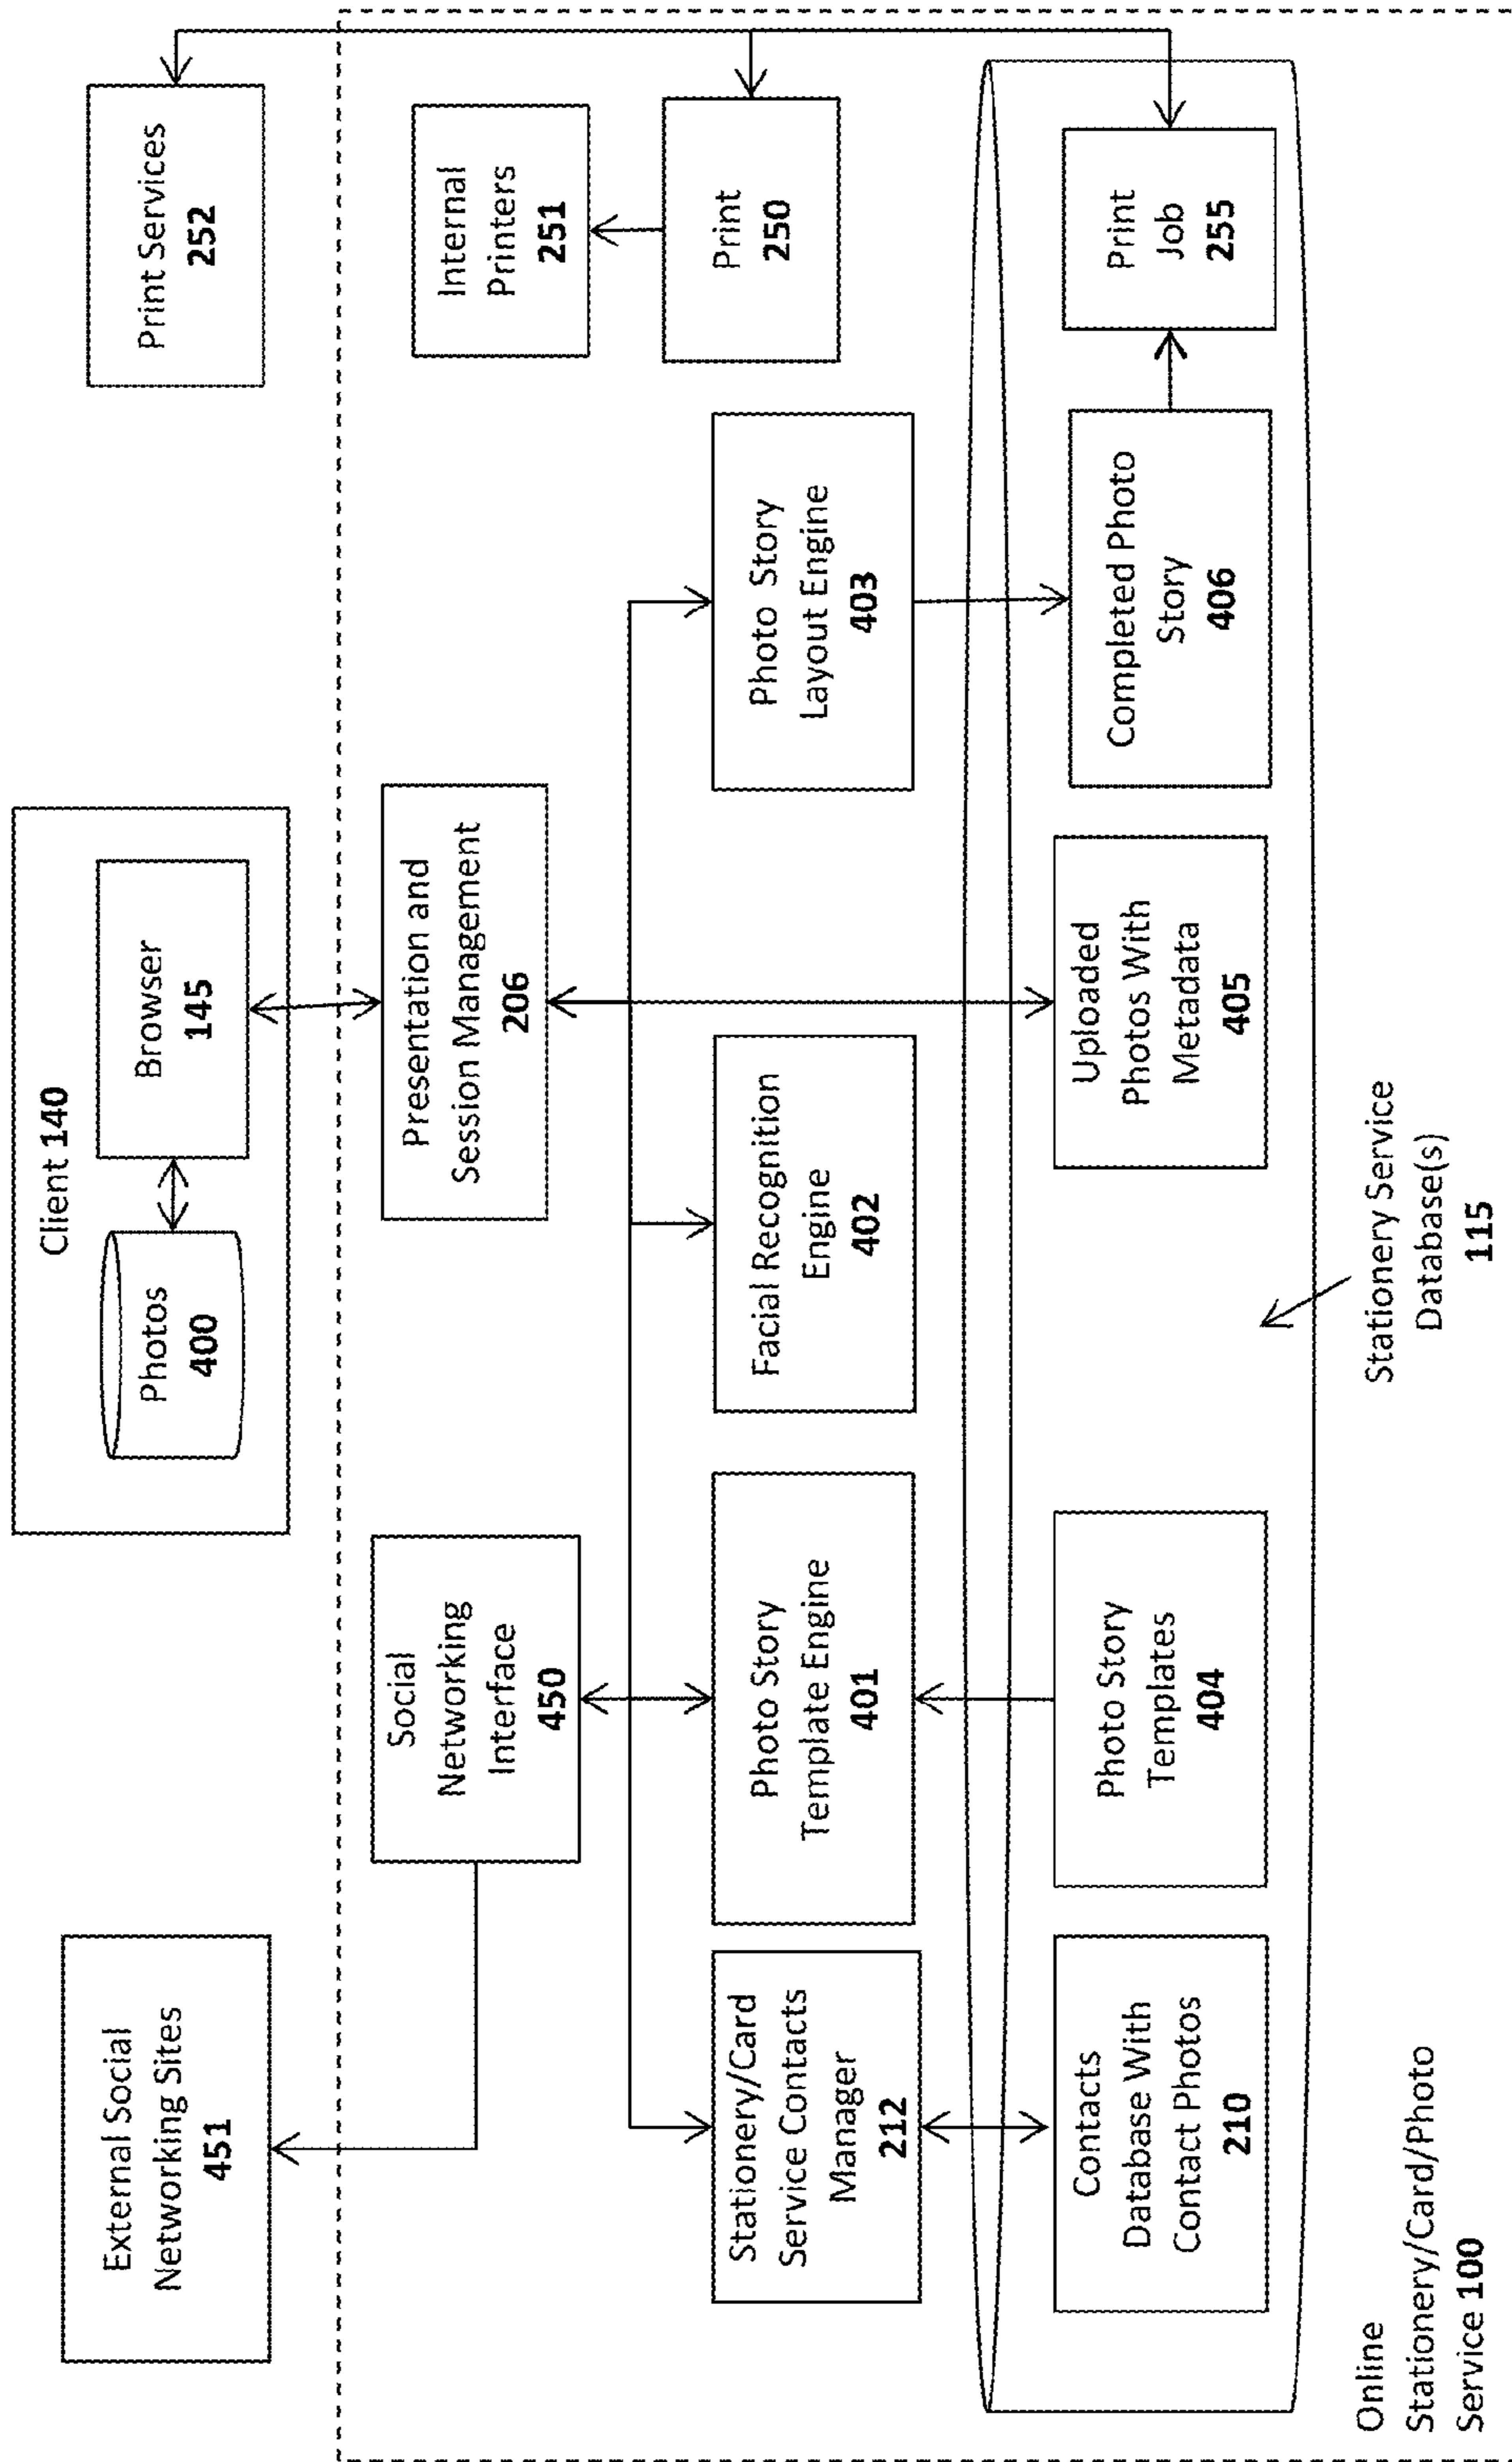 External Social
Networking Sites
451
Client 140
Photos
400
Browser
145
Print Services
252
Social
Networking
Interface
450
Presentation and
Session Management
206
Internal
Printers
251
Stationery/Card
Service Contacts
Manager
212
Photo Story
Template Engine
401
Facial Recognition
Engine
402
Photo Story
Layout Engine
403
Print
250
Contacts
Database With
Contact Photos
210
Photo Story
Templates
404
Uploaded
Photos With
Metadata
405
Completed Photo
Story
406
Print
Job
255
Online
Stationery/Card/Photo
Service 100
Stationery Service
Database(s)
115